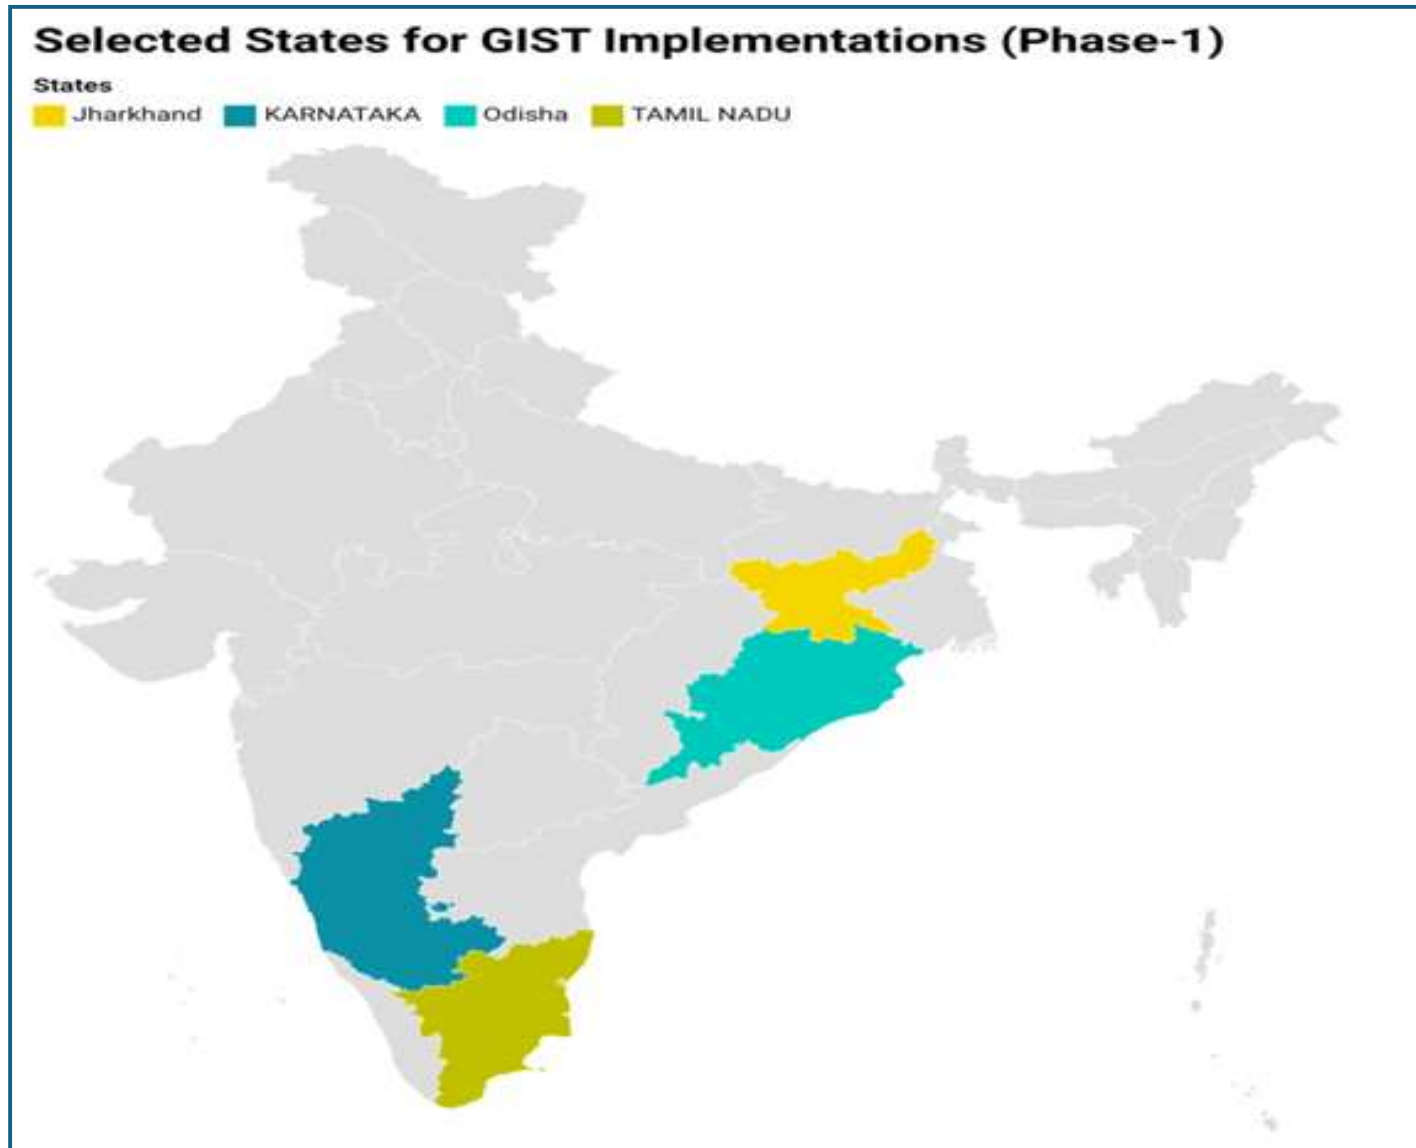 Selected States for GIST Implementations (Phase-1)
States
Jharkhand KARNATAKA Odisha TAMIL NADU